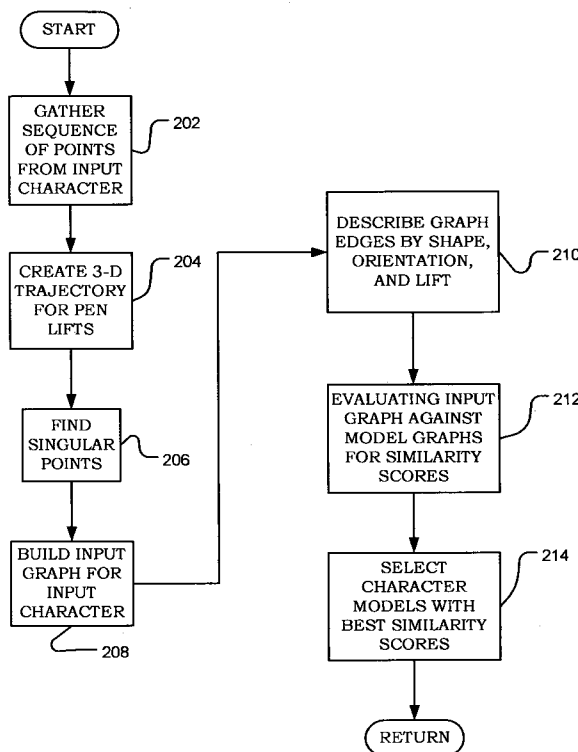 START
GATHER
SEQUENCE
OF POINTS
FROM INPUT
CHARACTER
202
CREATE 3-D
TRAJECTORY
FOR PEN
LIFTS
204
FIND
SINGULAR
POINTS
206
BUILD INPUT
GRAPH FOR
INPUT
CHARACTER
208
DESCRIBE GRAPH
EDGES BY SHAPE,
ORIENTATION,
AND LIFT
210
EVALUATING INPUT
GRAPH AGAINST
MODEL GRAPHS
FOR SIMILARITY
SCORES
212
SELECT
CHARACTER
MODELS WITH
BEST SIMILARITY
SCORES
214
RETURN